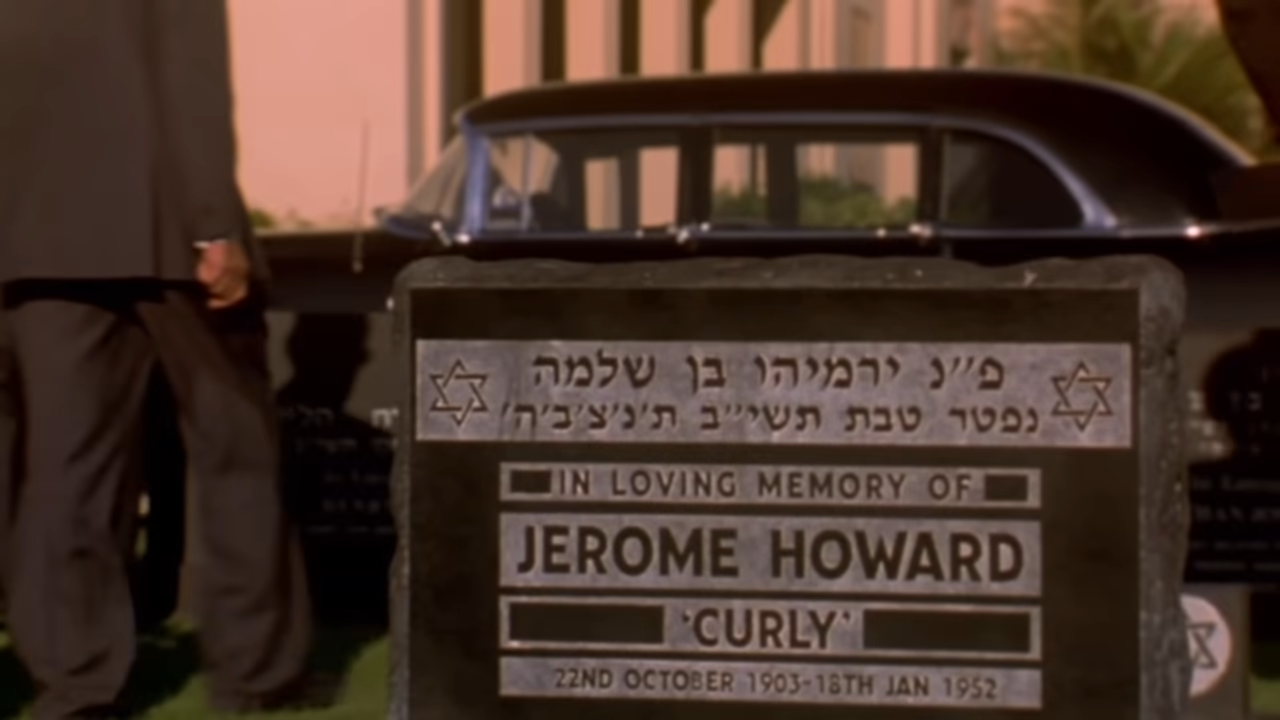 פ״נ ירמיהו בן שלמה
נפטר טבת תשי״ב ת׳נ׳צ׳ב׳ה׳
IN LOVING MEMORY OF
JEROME HOWARD
'CURLY'
22ND OCTOBER 1903-18TH JAN 1952